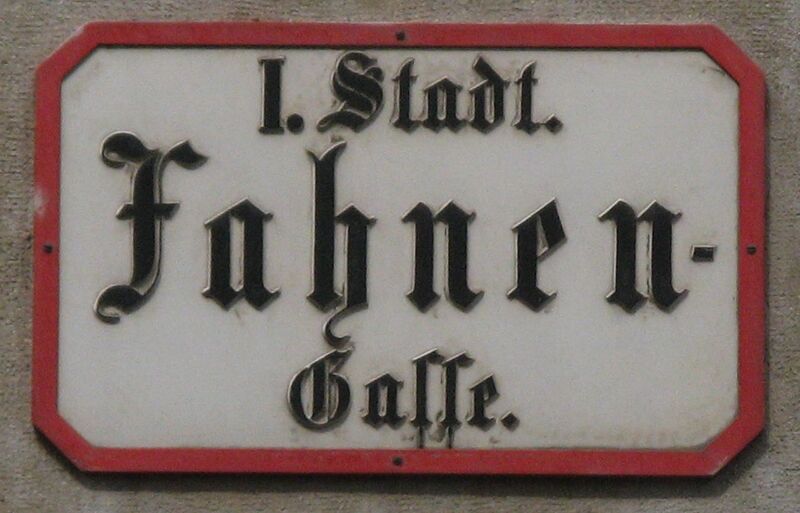 I. Stadt.
Fahnen-
Gaſſe.